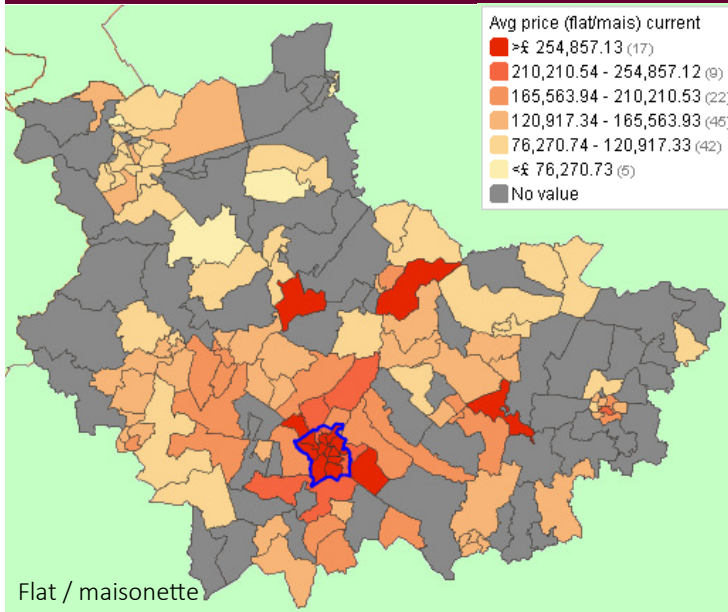 Avg price (flat/mais) current
>£ 254,857.13 (17)
210,210.54 - 254,857.12 (9)
165,563.94 - 210,210.53 (22)
120,917.34 - 165,563.93 (45)
76,270.74 - 120,917.33 (42)
<£ 76,270.73 (5)
No value
Flat / maisonette